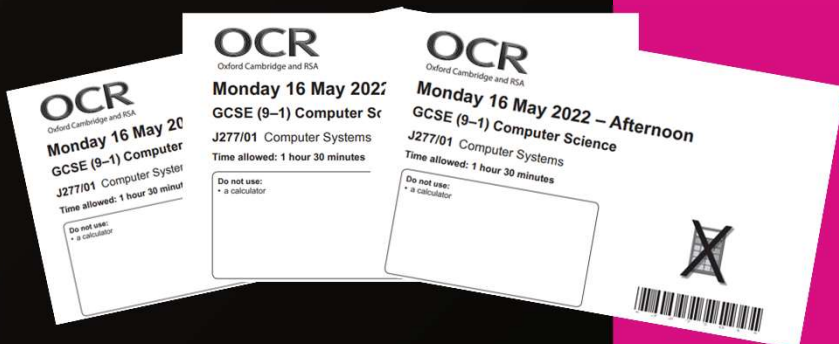 OCR
Oxford Cambridge and RSA
Monday 16 May 20
GCSE (9–1) Computer
J277/01 Computer System
Time allowed: 1 hour 30 minut
Do not use:
• a calculator
OCR
Oxford Cambridge and RSA
Monday 16 May 2022
GCSE (9–1) Computer Sc
J277/01 Computer Systems
Time allowed: 1 hour 30 minutes
Do not use:
• a calculator
OCR
Oxford Cambridge and RSA
Monday 16 May 2022 – Afternoon
GCSE (9–1) Computer Science
J277/01 Computer Systems
Time allowed: 1 hour 30 minutes
Do not use:
• a calculator